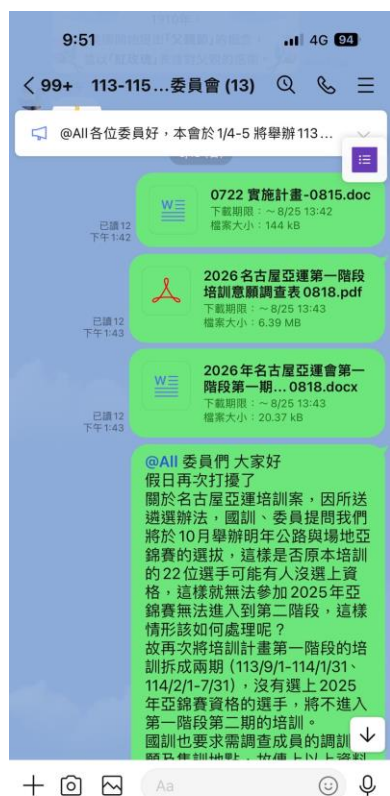 9:51
4G 94
99+ 113-115...委員會 (13)
@All各位委員好,本會於1/4-5 將舉辦113...
0722 實施計畫-0815.doc
下載期限:~ 8/25 13:42
檔案大小:144 kB
已讀12
下午1:42
2026名古屋亞運第一階段
培訓意願調查表0818.pdf
下載期限:~ 8/25 13:43
檔案大小:6.39 MB
已讀12
下午1:43
2026年名古屋亞運會第一
階段第一期...0818.docx
下載期限:~ 8/25 13:43
檔案大小:20.37 kB
已讀12
下午1:43
@All 委員們 大家好
假日再次打擾了
關於名古屋亞運培訓案,因所送
遴選辦法,國訓、委員提問我們
將於10月舉辦明年公路與場地亞
錦賽的選拔,這樣是否原本培訓
的22位選手可能有人沒選上資
格,這樣就無法參加2025年亞
錦賽無法進入到第二階段,這樣
情形該如何處理呢?
故再次將培訓計畫第一階段的培
訓拆成兩期(113/9/1-114/1/31、
114/2/1-7/31),沒有選上2025
年亞錦賽資格的選手,將不進入
第一階段第二期的培訓。
國訓也要求需調查成員的調訓
Aa